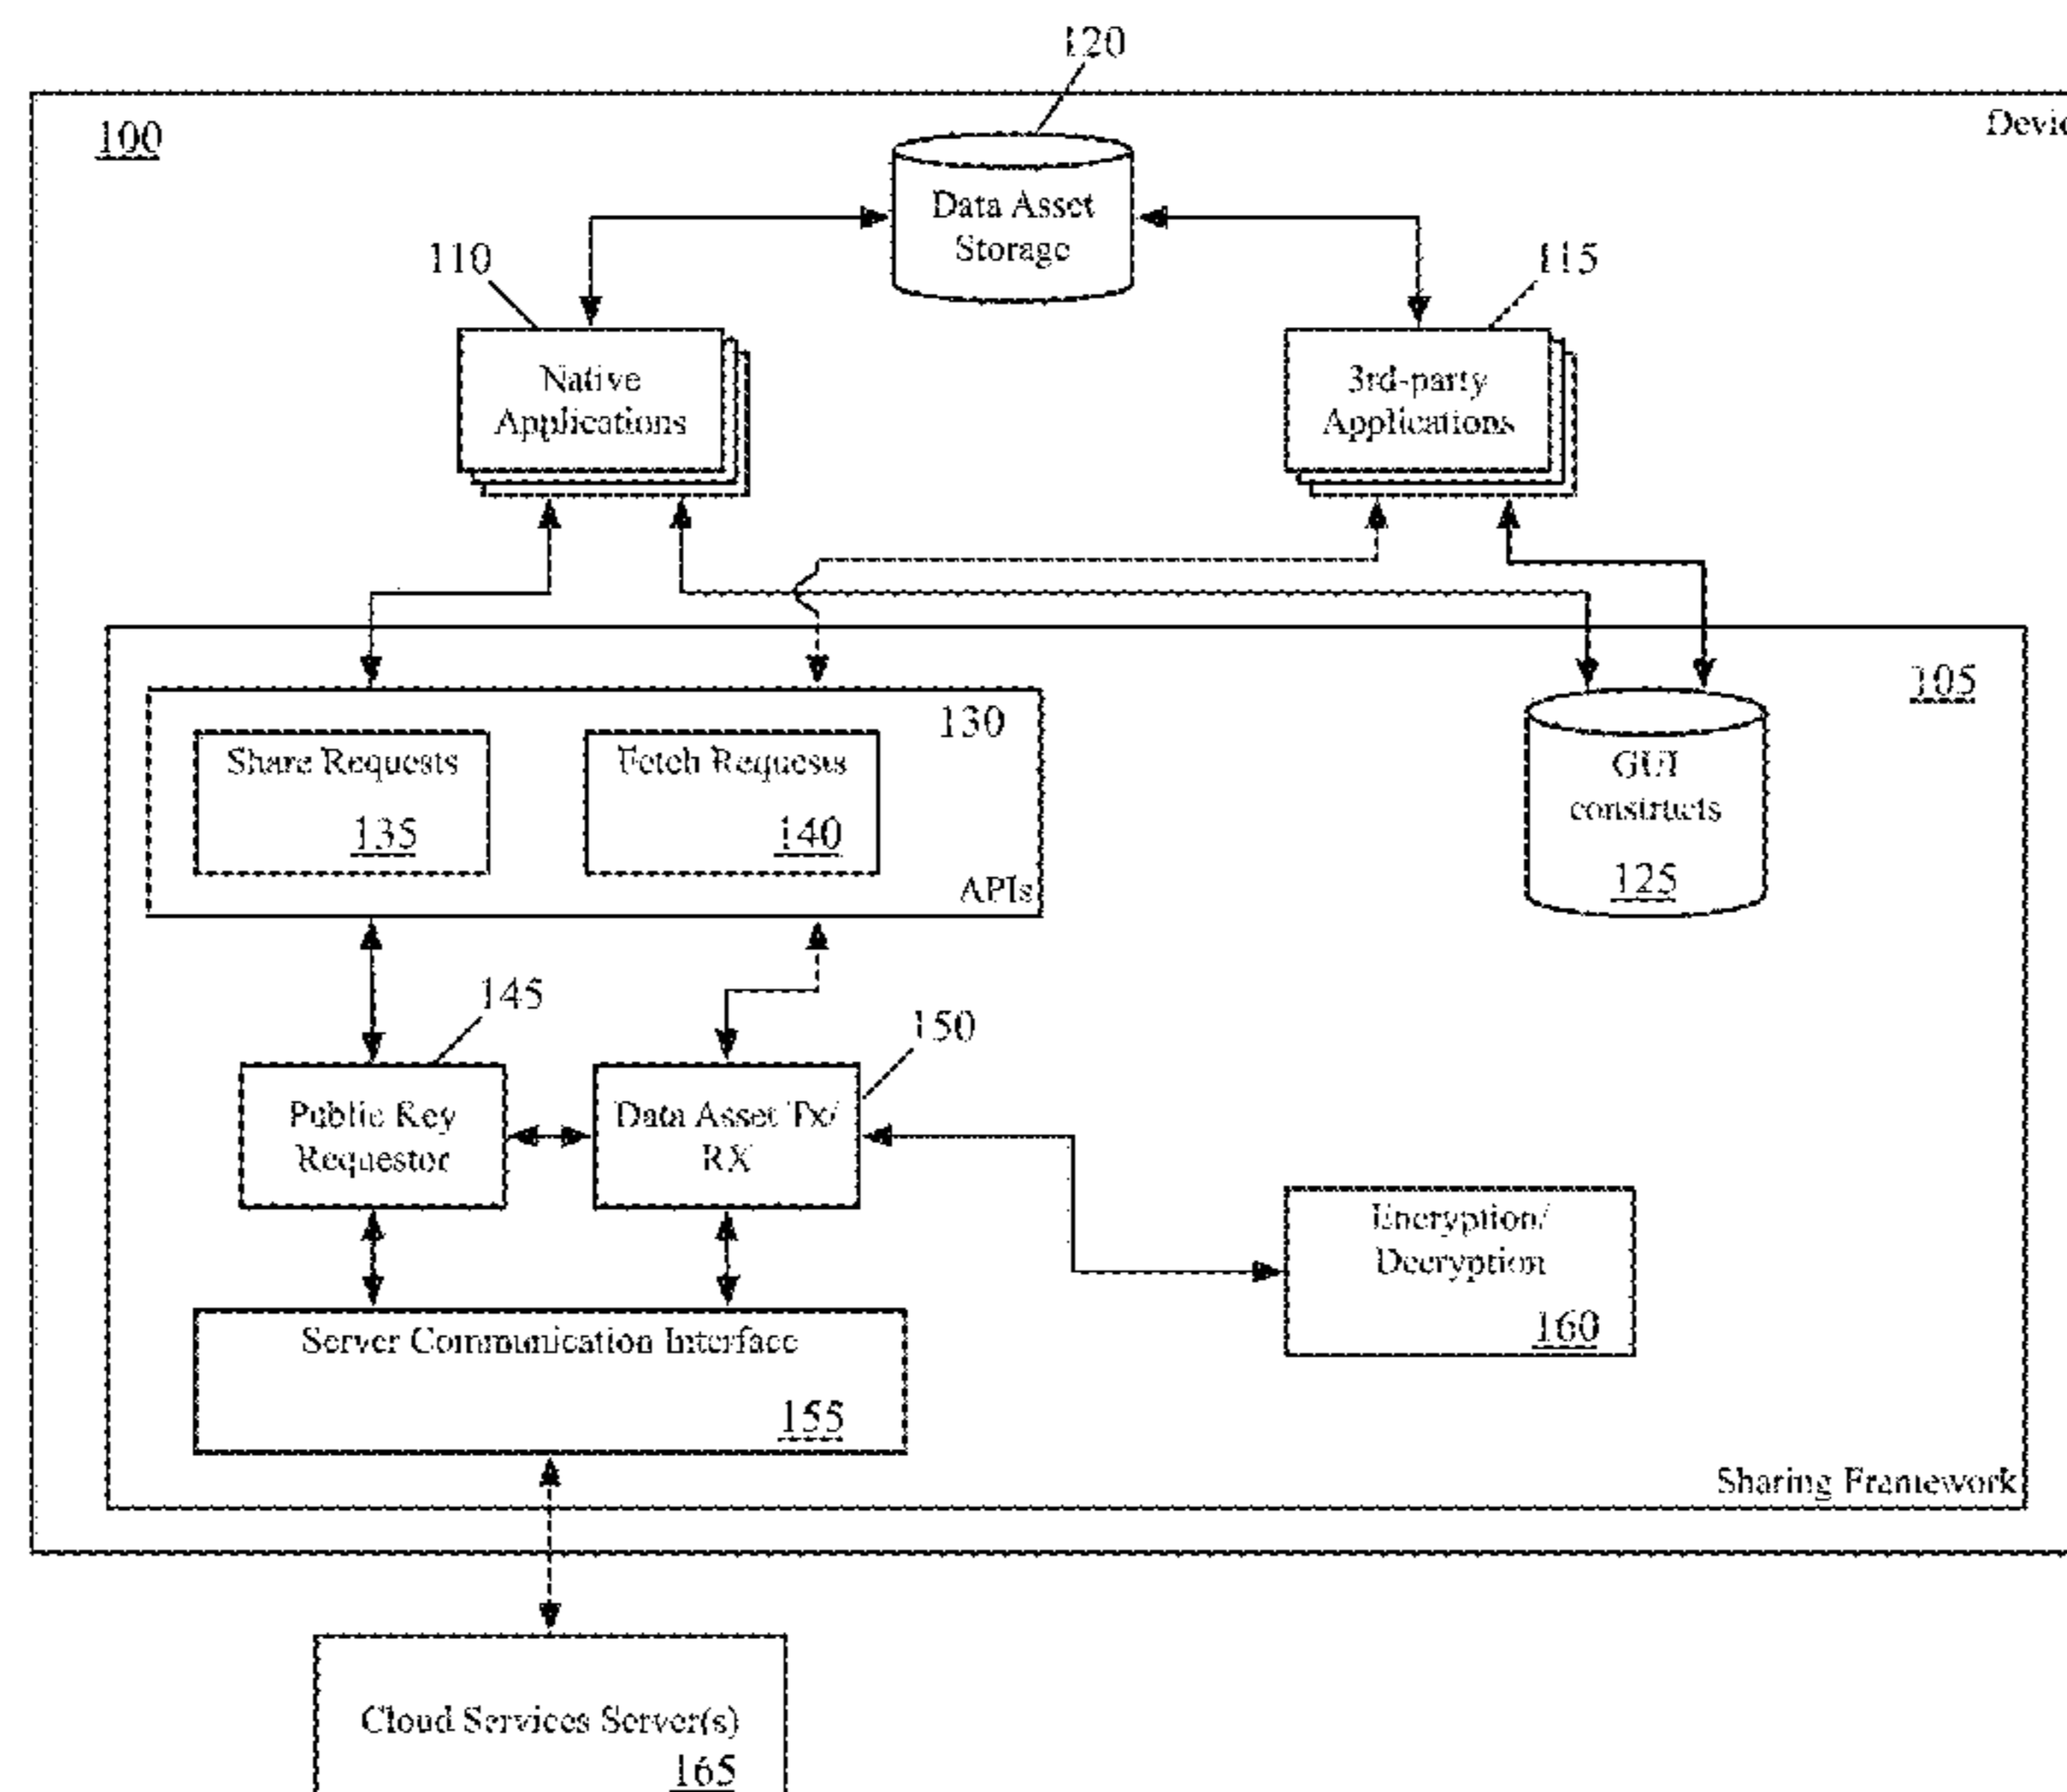 120
100
Devic
Data Asset
Storage
110
115
Native
Applications
3rd-party
Applications
105
130
Share Requests
135
Fetch Requests
140
APIs
GUI
constructs
125
145
150
Public Key
Requestor
Data Asset Tx/
RX
Encryption/
Decryption
160
Server Communication Interface
155
Sharing Framework
Cloud Services Server(s)
165